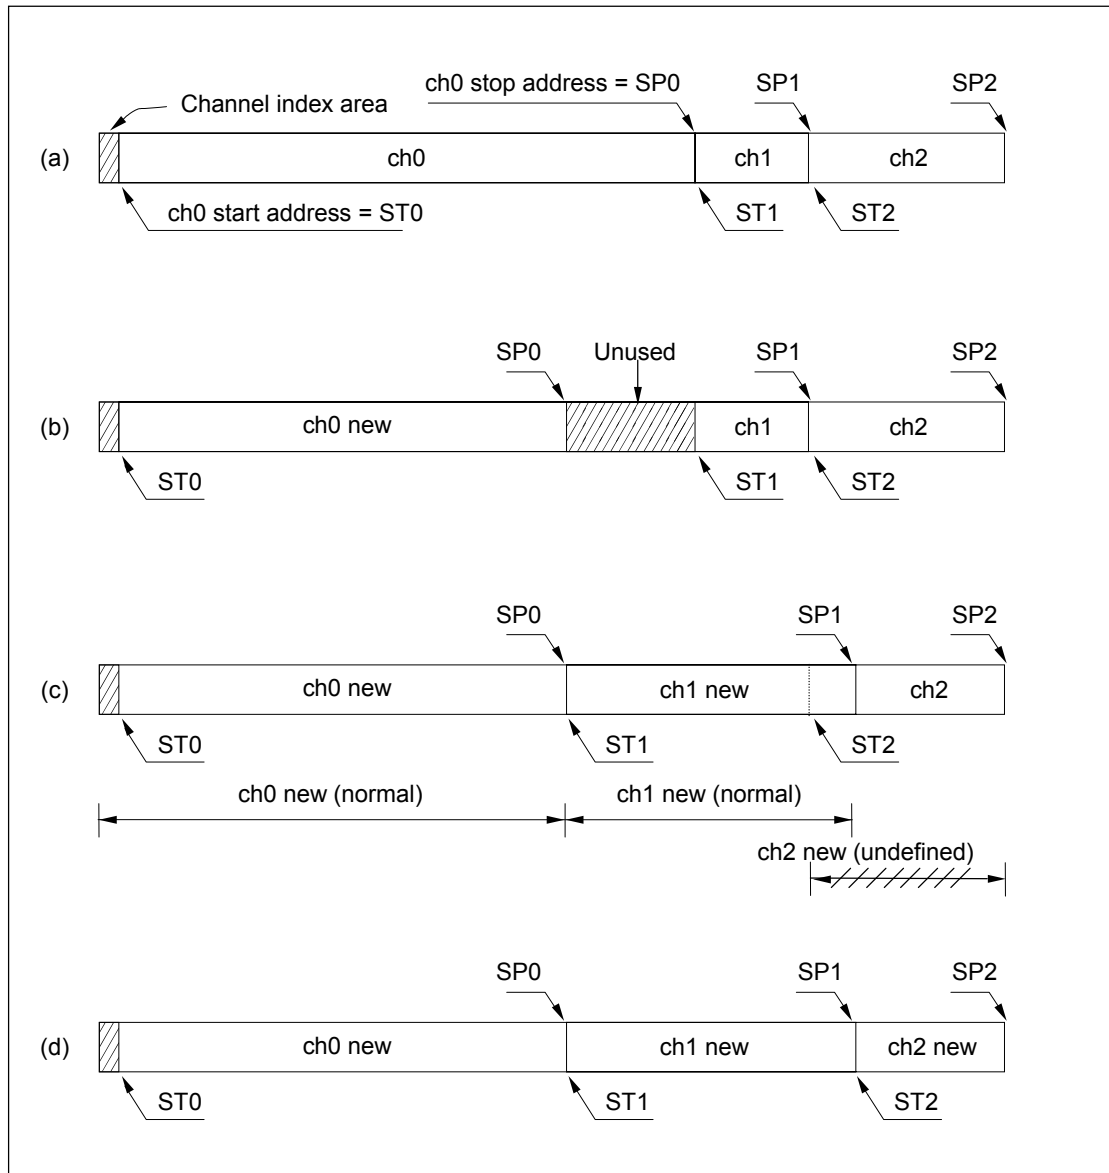 ch0 stop address = SP0
SP1
SP2
Channel index area
(a)
ch0
ch1
ch2
ch0 start address = ST0
ST1
ST2
SP0
Unused
SP1
SP2
(b)
ch0 new
ch1
ch2
ST0
ST1
ST2
SP0
SP1
SP2
(c)
ch0 new
ch1 new
ch2
ST0
ST1
ST2
ch0 new (normal)
ch1 new (normal)
ch2 new (undefined)
SP0
SP1
SP2
(d)
ch0 new
ch1 new
ch2 new
ST0
ST1
ST2